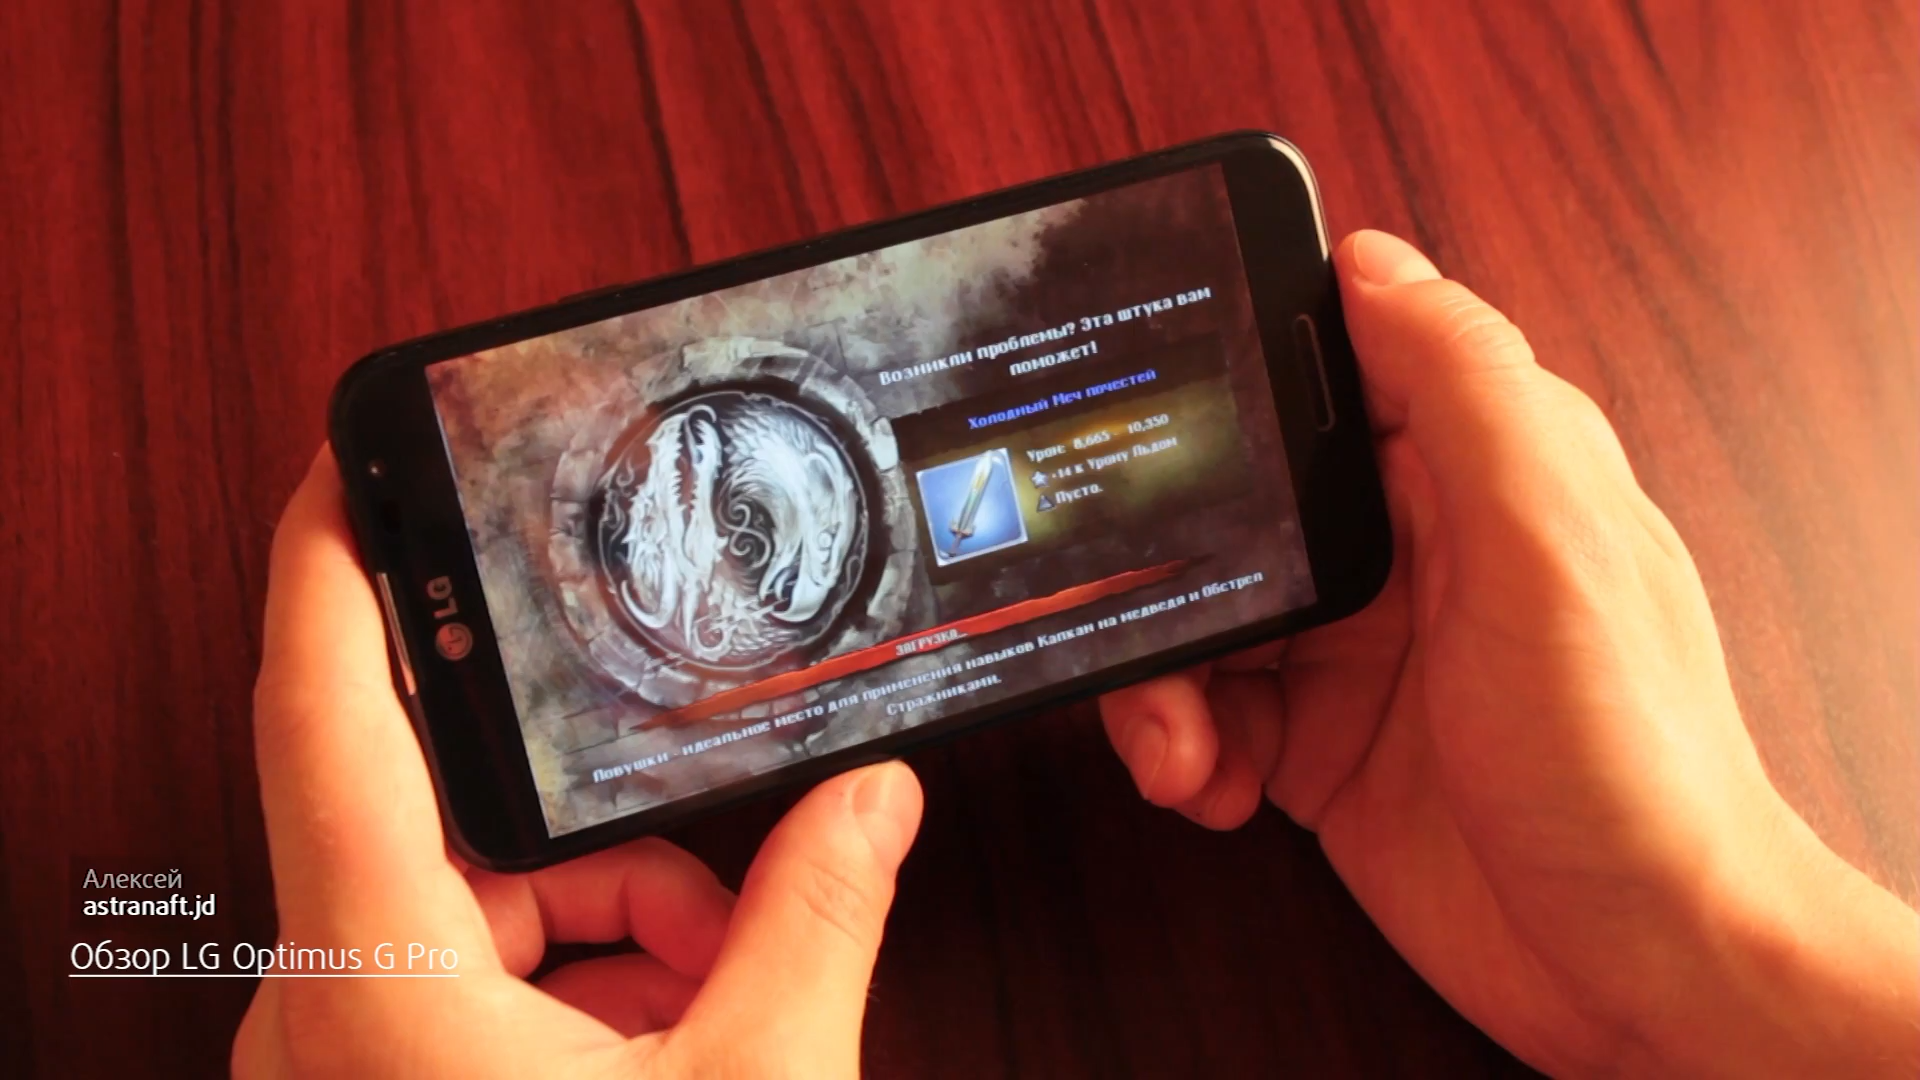 Возникли проблемы? Эта штука вам
поможет!
Холодный Меч почестей
Урон: 8,665 - 10,350
+14 к Урону Льдом
Пусто.
ЗАГРУЗКА...
Ловушки - идеальное место для применения навыков Капкан на медведя и Обстрел
Стражниками.
LG
Алексей
astranaft.jd
Обзор LG Optimus G Pro